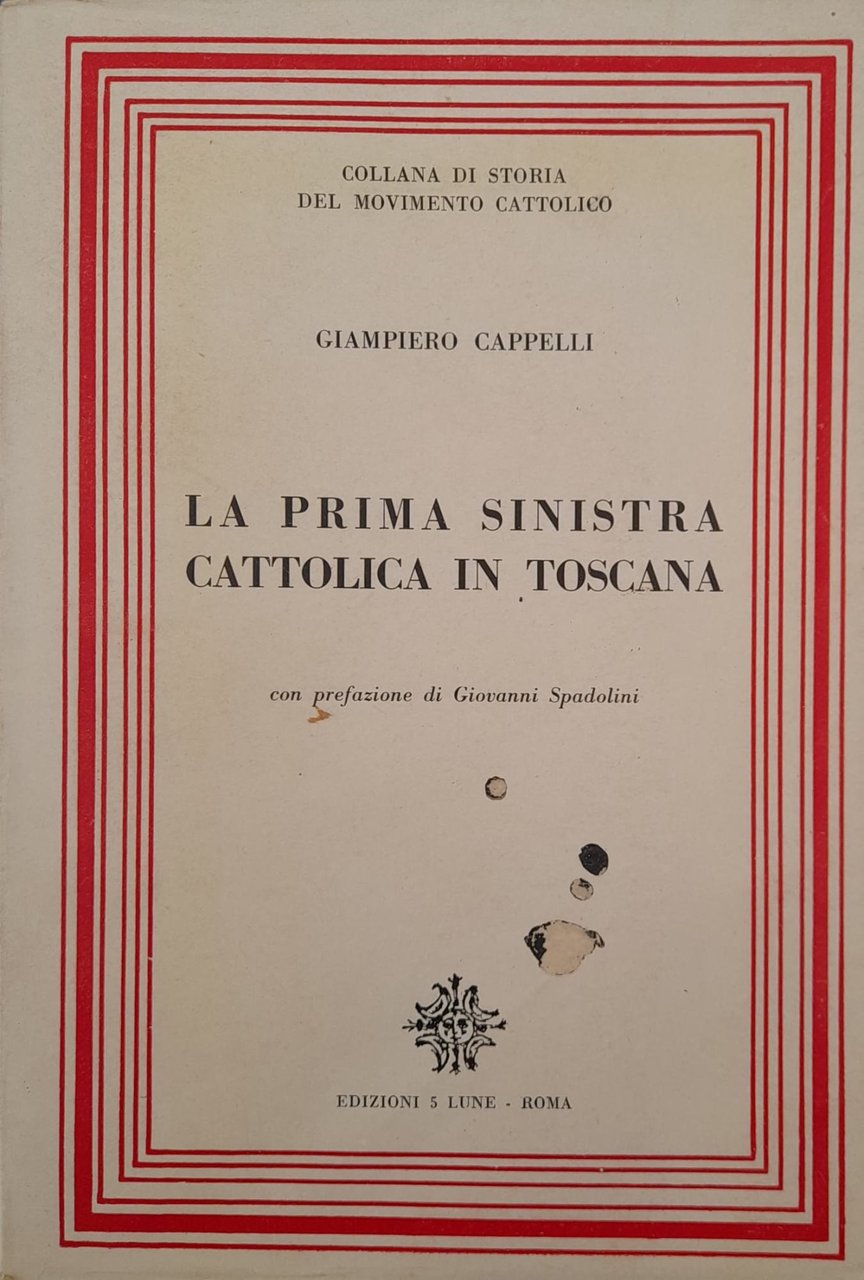 COLLANA DI STORIA
DEL MOVIMENTO CATTOLICO
GIAMPIERO CAPPELLI
LA PRIMA SINISTRA
CATTOLICA IN TOSCANA
con prefazione di Giovanni Spadolini
EDIZIONI 5 LUNE - ROMA